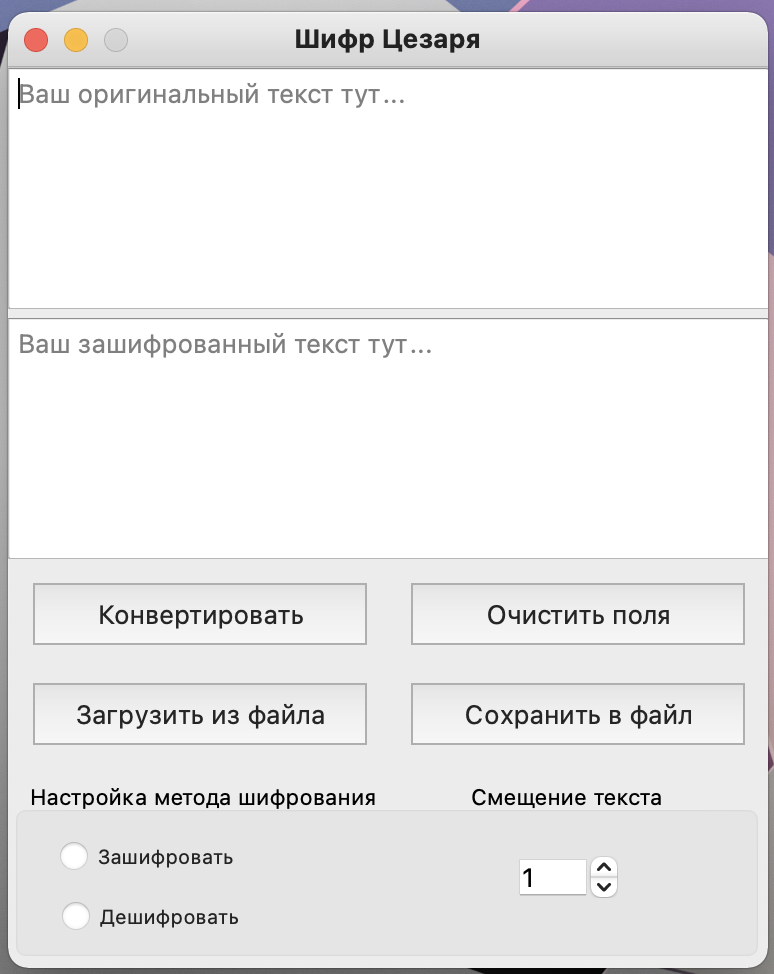 Шифр Цезаря
Ваш оригинальный текст тут...
Ваш зашифрованный текст тут...
Конвертировать
Очистить поля
Загрузить из файла
Сохранить в файл
Настройка метода шифрования
Смещение текста
Зашифровать
1
Дешифровать